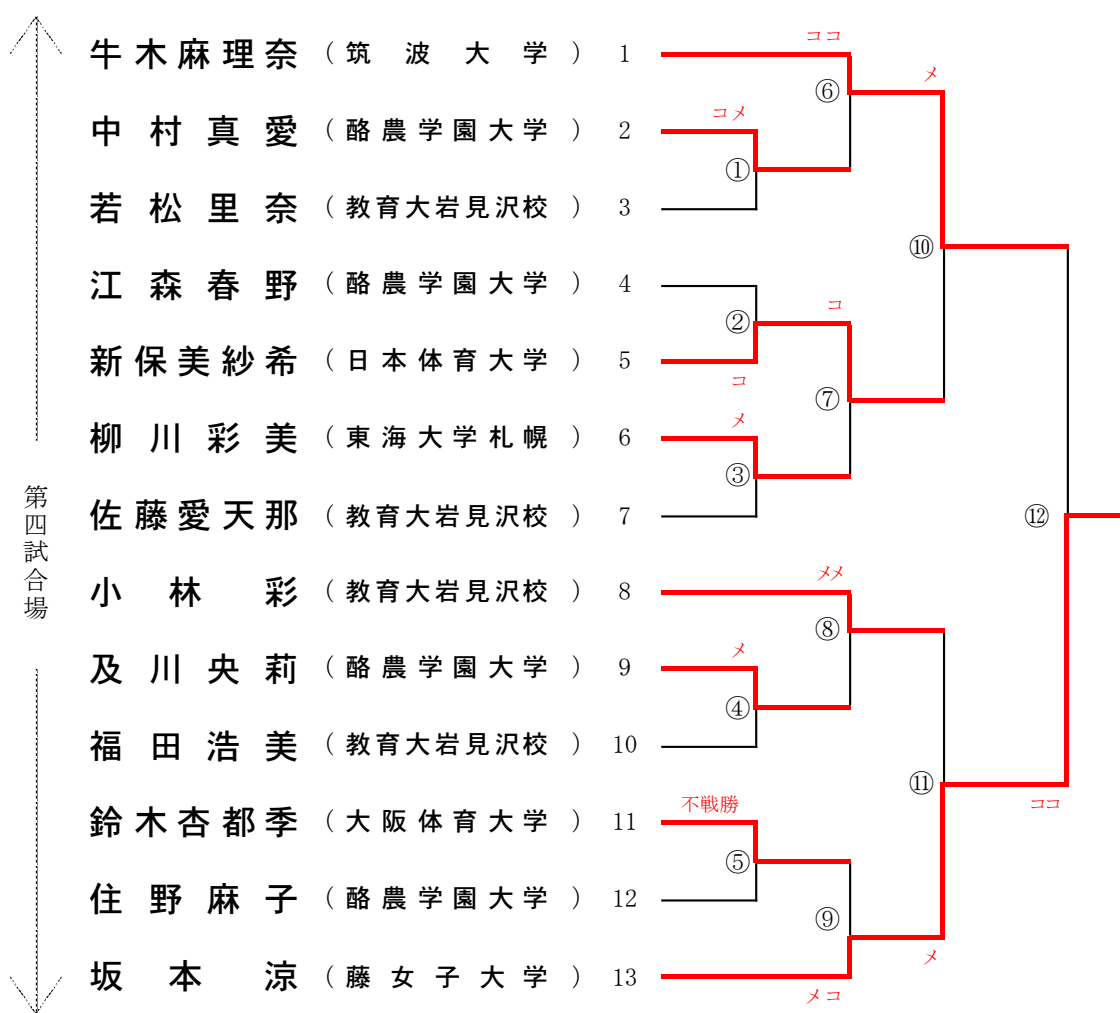 ココ
牛木麻理奈 (筑波大学) 1
⑥
メ
コメ
中村真愛 (酪農学園大学) 2
①
若松里奈 (教育大岩見沢校) 3
⑩
江森春野 (酪農学園大学) 4
②
コ
新保美紗希 (日本体育大学) 5
コ
⑦
メ
柳川彩美 (東海大学札幌) 6
③
佐藤愛天那 (教育大岩見沢校) 7
第四試合場
⑫
メメ
小林彩 (教育大岩見沢校) 8
⑧
メ
及川央莉 (酪農学園大学) 9
④
福田浩美 (教育大岩見沢校) 10
⑪
ココ
不戦勝
鈴木杏都季 (大阪体育大学) 11
⑤
住野麻子 (酪農学園大学) 12
⑨
メ
坂本涼 (藤女子大学) 13
メコ